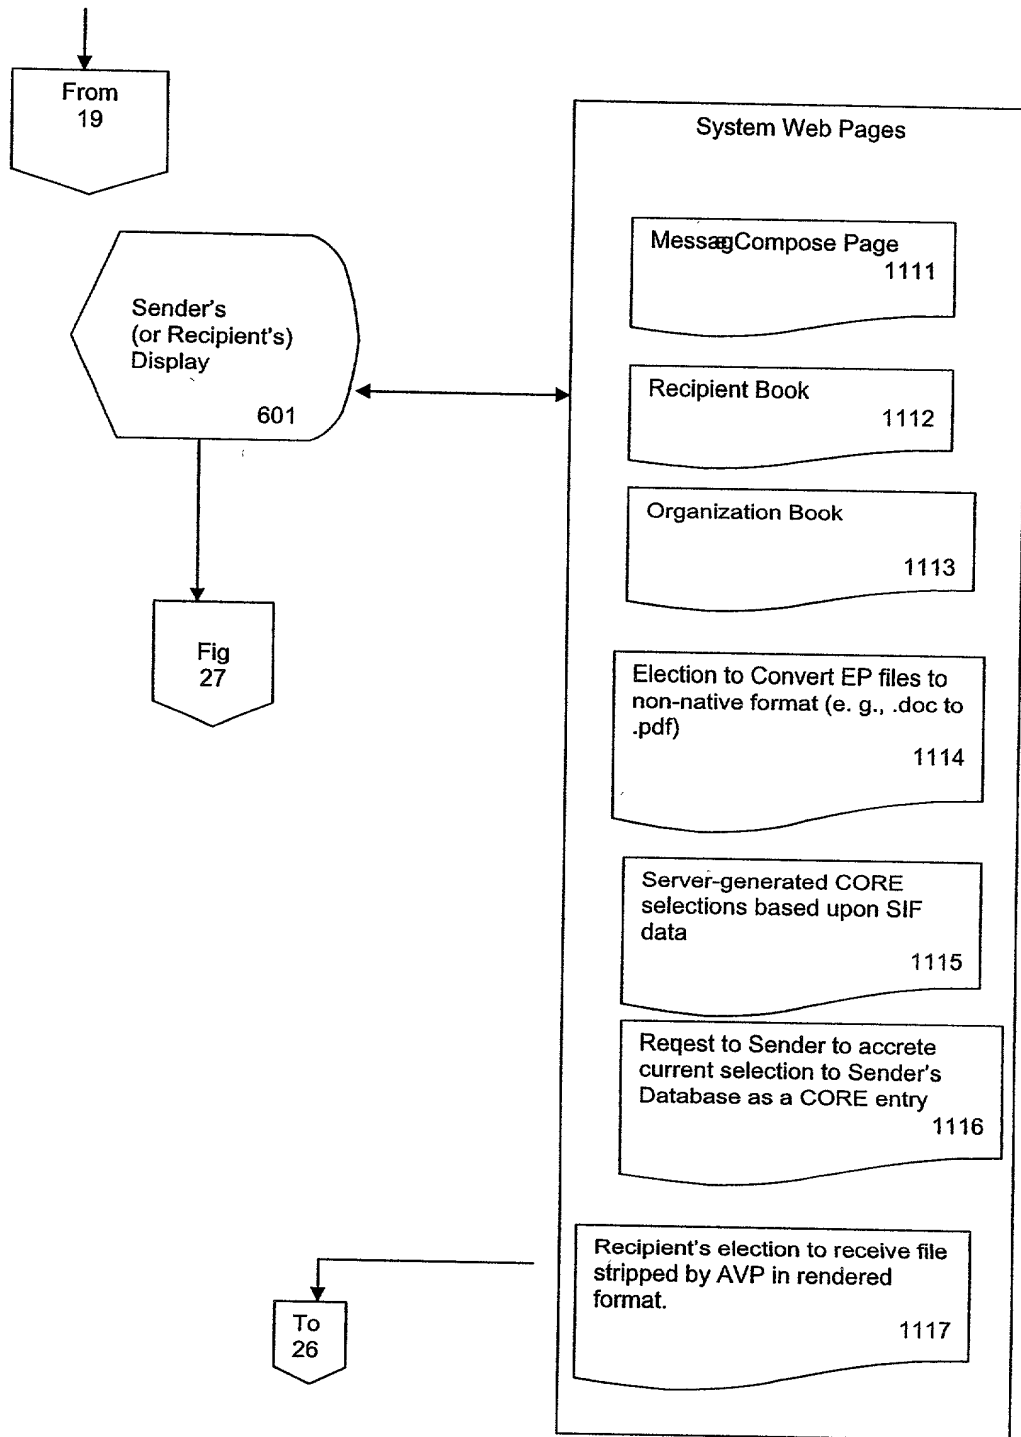 From
19
System Web Pages
MessagCompose Page
1111
Sender's
(or Recipient's)
Display
601
Recipient Book
1112
Organization Book
1113
Fig
27
Election to Convert EP files to
non-native format (e. g., .doc to
.pdf)
1114
Server-generated CORE
selections based upon SIF
data
1115
Reqest to Sender to accrete
current selection to Sender's
Database as a CORE entry
1116
Recipient's election to receive file
stripped by AVP in rendered
format.
1117
To
26